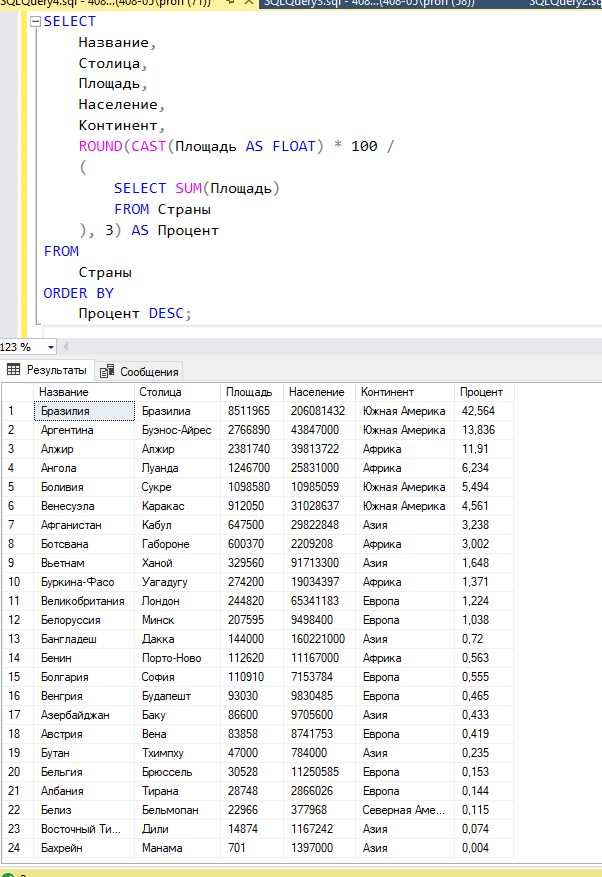 SQLQuery4.sql - 408...(408-05\profi (71))
SQLQuery3.sql - 408...(408-05\profi (58))
SQLQuery2.sq
SELECT
Название,
Столица,
Площадь,
Население,
Континент,
ROUND(CAST(Площадь AS FLOAT) * 100 /
(
SELECT SUM(Площадь)
FROM Страны
), 3) AS Процент
FROM
Страны
ORDER BY
Процент DESC;
123 %
Результаты Сообщения
Название Столица Площадь Население Континент Процент
1 Бразилия Бразилиа 8511965 206081432 Южная Америка 42,564
2 Аргентина Буэнос-Айрес 2766890 43847000 Южная Америка 13,836
3 Алжир Алжир 2381740 39813722 Африка 11,91
4 Ангола Луанда 1246700 25831000 Африка 6,234
5 Боливия Сукре 1098580 10985059 Южная Америка 5,494
6 Венесуэла Каракас 912050 31028637 Южная Америка 4,561
7 Афганистан Кабул 647500 29822848 Азия 3,238
8 Ботсвана Габороне 600370 2209208 Африка 3,002
9 Вьетнам Ханой 329560 91713300 Азия 1,648
10 Буркина-Фасо Уагадугу 274200 19034397 Африка 1,371
11 Великобритания Лондон 244820 65341183 Европа 1,224
12 Белоруссия Минск 207595 9498400 Европа 1,038
13 Бангладеш Дакка 144000 160221000 Азия 0,72
14 Бенин Порто-Ново 112620 11167000 Африка 0,563
15 Болгария София 110910 7153784 Европа 0,555
16 Венгрия Будапешт 93030 9830485 Европа 0,465
17 Азербайджан Баку 86600 9705600 Азия 0,433
18 Австрия Вена 83858 8741753 Европа 0,419
19 Бутан Тхимпху 47000 784000 Азия 0,235
20 Бельгия Брюссель 30528 11250585 Европа 0,153
21 Албания Тирана 28748 2866026 Европа 0,144
22 Белиз Бельмопан 22966 377968 Северная Аме... 0,115
23 Восточный Ти... Дили 14874 1167242 Азия 0,074
24 Бахрейн Манама 701 1397000 Азия 0,004